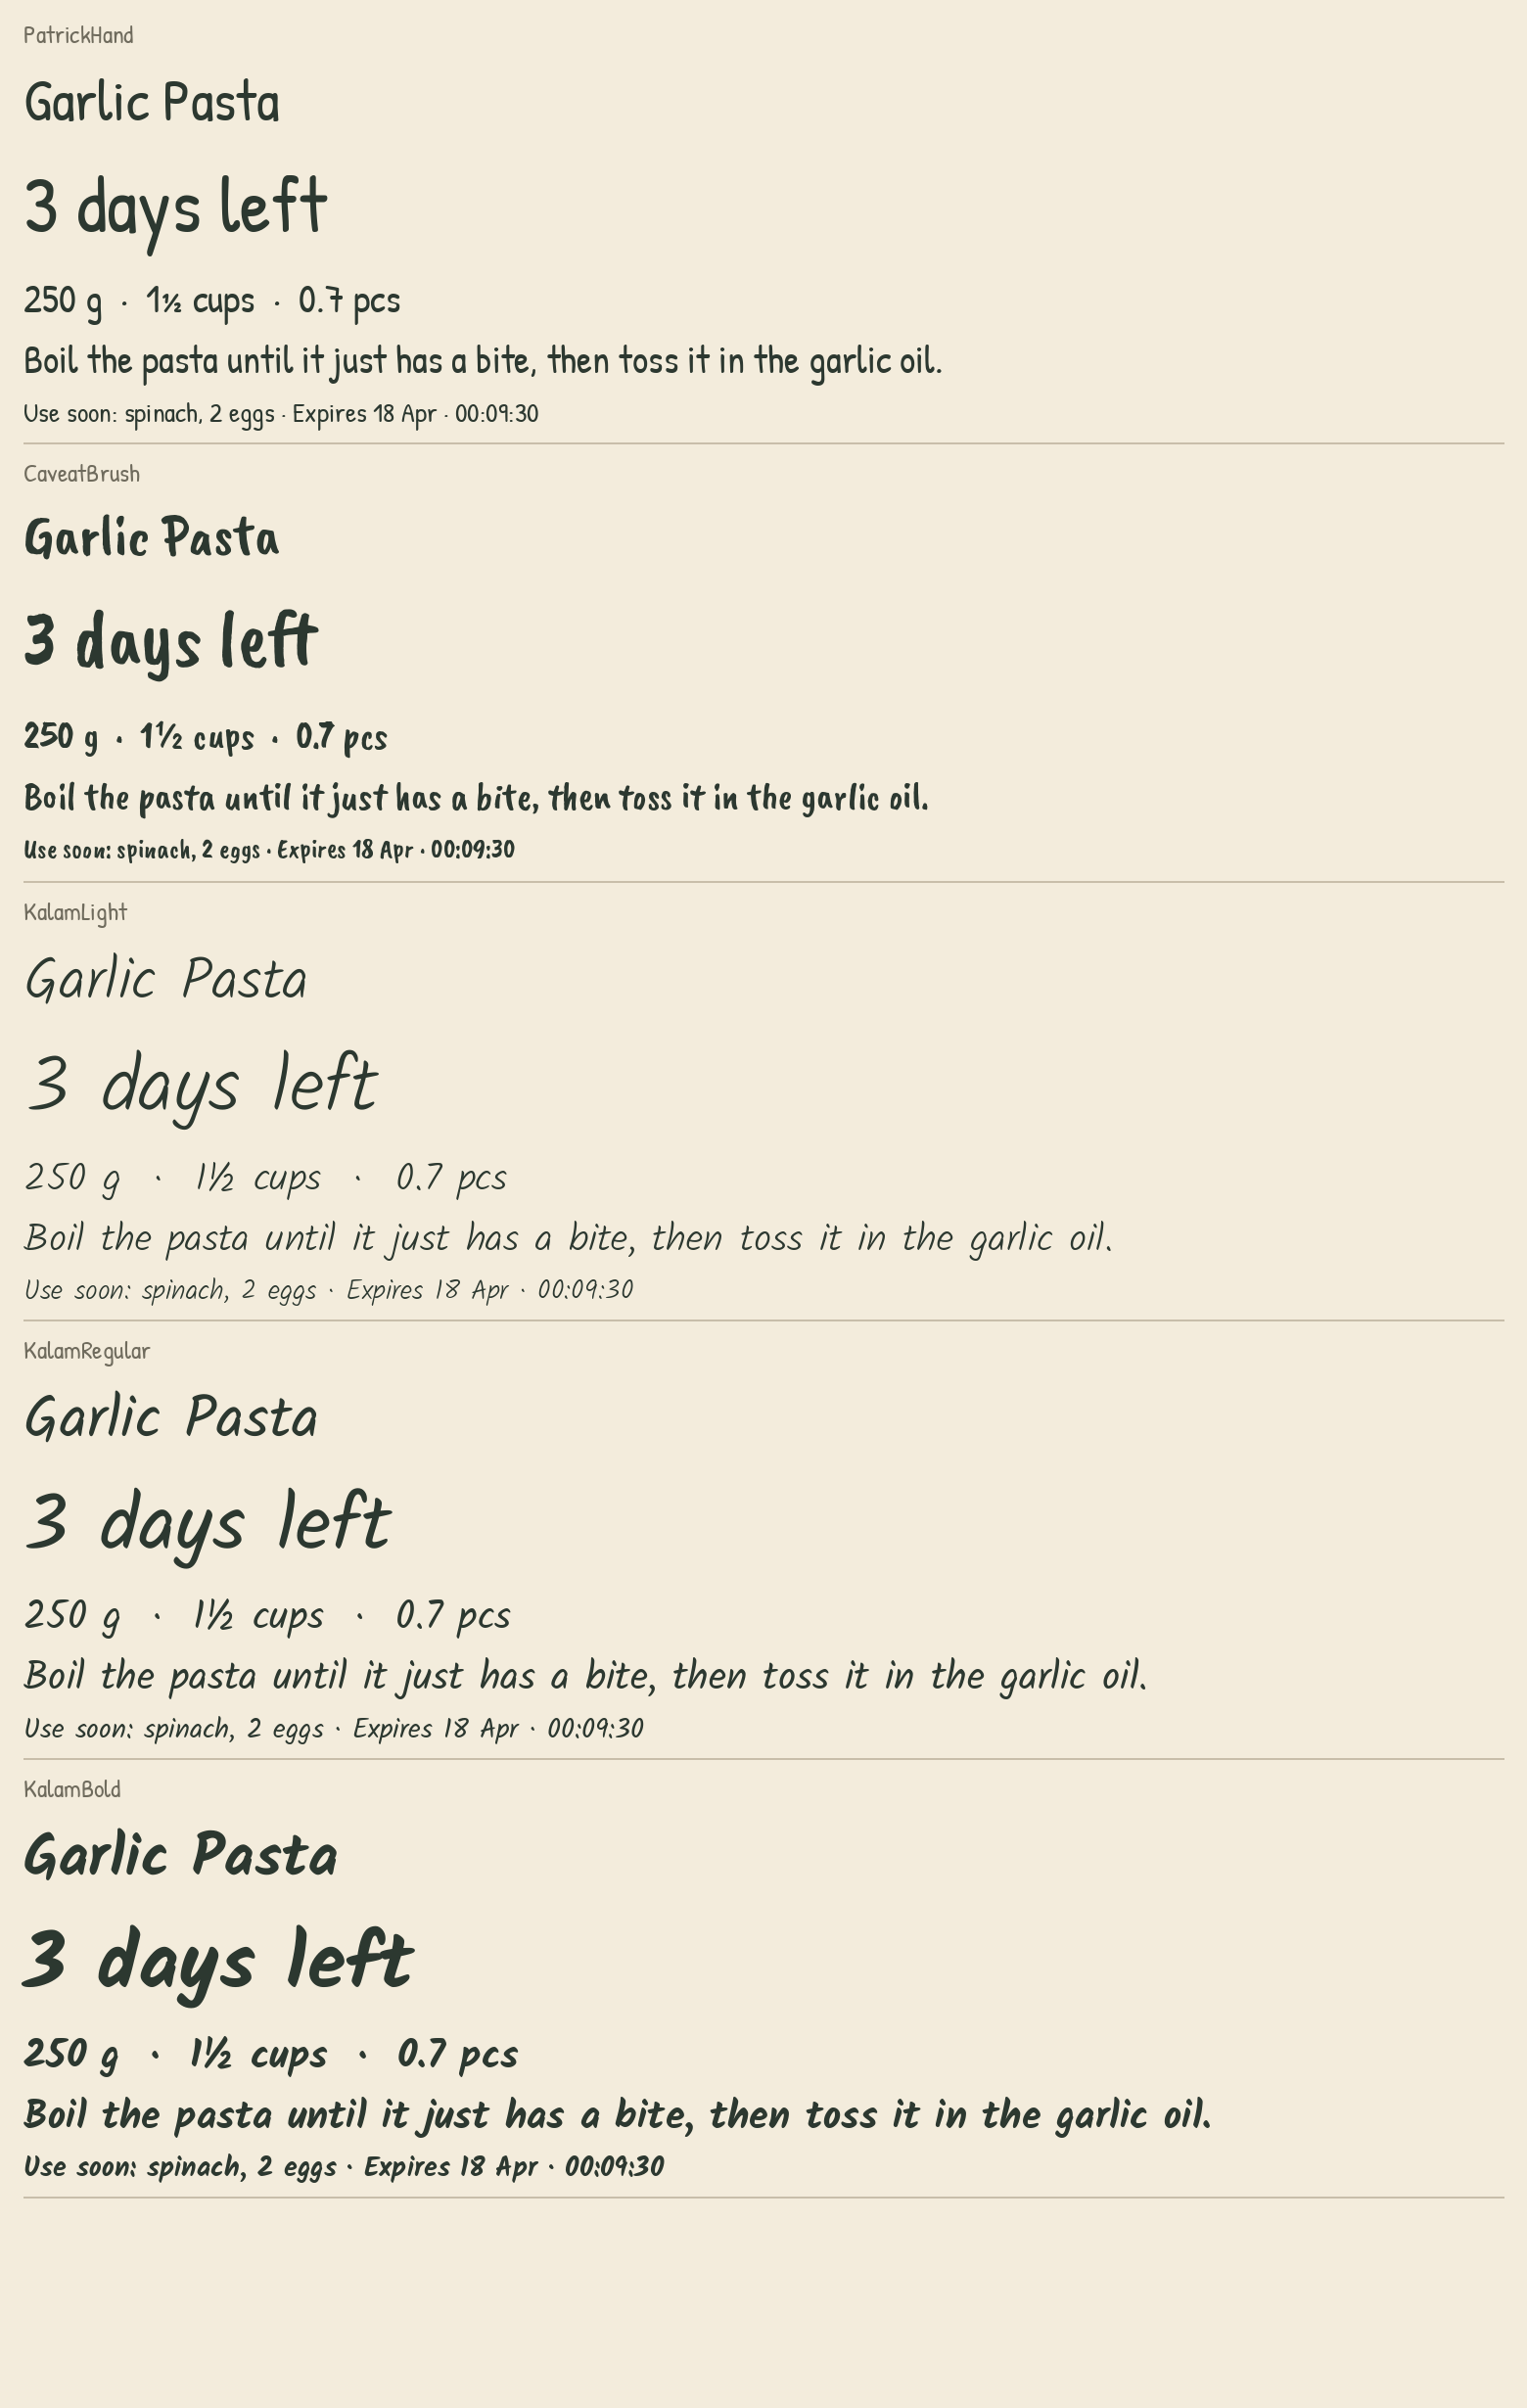 PatrickHand
Garlic Pasta
3 days left
250 g · 1½ cups · 0.7 pcs
Boil the pasta until it just has a bite, then toss it in the garlic oil.
Use soon: spinach, 2 eggs · Expires 18 Apr · 00:09:30
CaveatBrush
Garlic Pasta
3 days left
250 g · 1½ cups · 0.7 pcs
Boil the pasta until it just has a bite, then toss it in the garlic oil.
Use soon: spinach, 2 eggs · Expires 18 Apr · 00:09:30
KalamLight
Garlic Pasta
3 days left
250 g · 1½ cups · 0.7 pcs
Boil the pasta until it just has a bite, then toss it in the garlic oil.
Use soon: spinach, 2 eggs · Expires 18 Apr · 00:09:30
KalamRegular
Garlic Pasta
3 days left
250 g · 1½ cups · 0.7 pcs
Boil the pasta until it just has a bite, then toss it in the garlic oil.
Use soon: spinach, 2 eggs · Expires 18 Apr · 00:09:30
KalamBold
Garlic Pasta
3 days left
250 g · 1½ cups · 0.7 pcs
Boil the pasta until it just has a bite, then toss it in the garlic oil.
Use soon: spinach, 2 eggs · Expires 18 Apr · 00:09:30